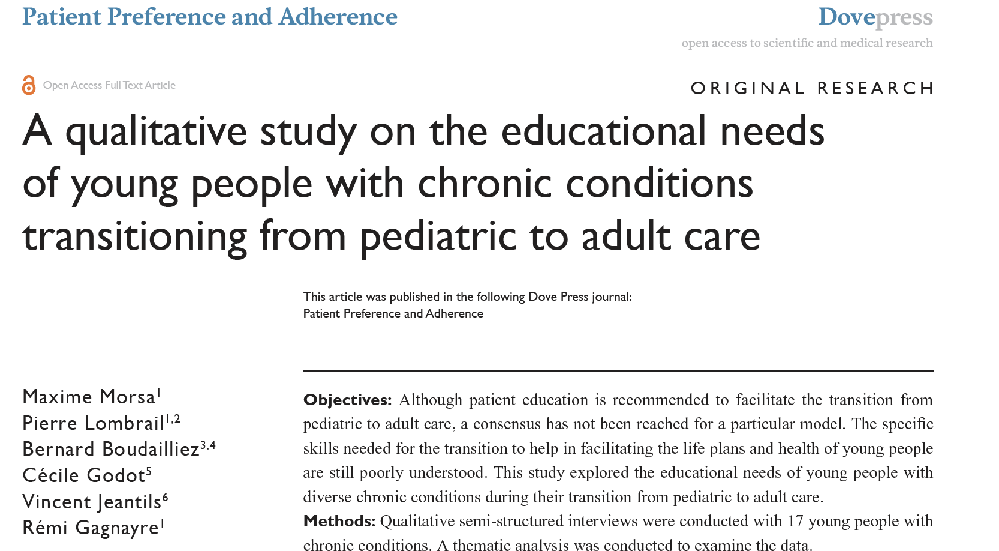 Patient Preference and Adherence
Dovepress
open access to scientific and medical research
Open Access Full Text Article
ORIGINAL RESEARCH
A qualitative study on the educational needs
of young people with chronic conditions
transitioning from pediatric to adult care
This article was published in the following Dove Press journal:
Patient Preference and Adherence
Maxime Morsa¹
Pierre Lombrail¹,²
Bernard Boudailliez³,⁴
Cécile Godot⁵
Vincent Jeantils⁶
Rémi Gagnayre¹
Objectives: Although patient education is recommended to facilitate the transition from
pediatric to adult care, a consensus has not been reached for a particular model. The specific
skills needed for the transition to help in facilitating the life plans and health of young people
are still poorly understood. This study explored the educational needs of young people with
diverse chronic conditions during their transition from pediatric to adult care.
Methods: Qualitative semi-structured interviews were conducted with 17 young people with
chronic conditions. A thematic analysis was conducted to examine the data.